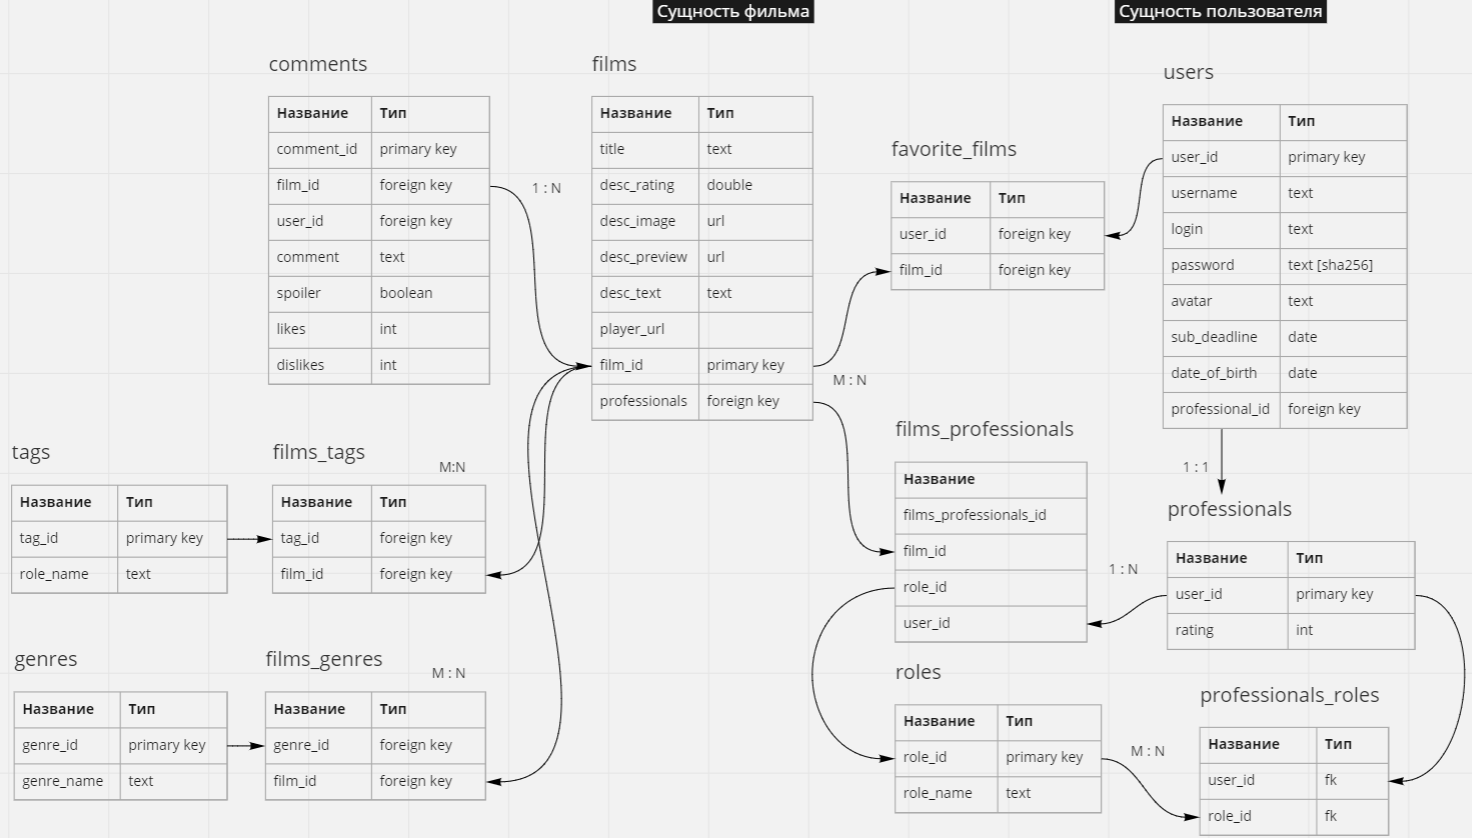 Сущность фильма
Сущность пользователя
comments
Название Тип
comment_id primary key
film_id foreign key
user_id foreign key
comment text
spoiler boolean
likes int
dislikes int
1 : N
films
Название Тип
title text
desc_rating double
desc_image url
desc_preview url
desc_text text
player_url
film_id primary key
professionals foreign key
favorite_films
Название Тип
user_id foreign key
film_id foreign key
M : N
users
Название Тип
user_id primary key
username text
login text
password text [sha256]
avatar text
sub_deadline date
date_of_birth date
professional_id foreign key
1 : 1
tags
Название Тип
tag_id primary key
role_name text
films_tags
M:N
Название Тип
tag_id foreign key
film_id foreign key
films_professionals
Название
films_professionals_id
film_id
role_id
user_id
1 : N
professionals
Название Тип
user_id primary key
rating int
genres
Название Тип
genre_id primary key
genre_name text
films_genres
M : N
Название Тип
genre_id foreign key
film_id foreign key
roles
Название Тип
role_id primary key
role_name text
M : N
professionals_roles
Название Тип
user_id fk
role_id fk